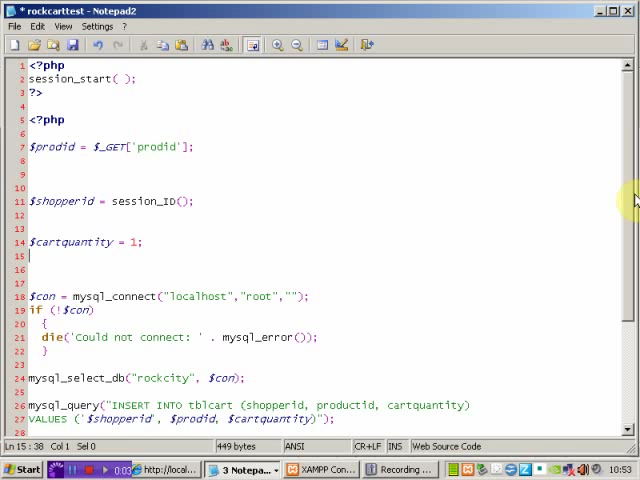 * rockcarttest - Notepad2
File Edit View Settings ?
1 <?php
2 session_start( );
3 ?>
4
5 <?php
6
7 $prodid = $_GET['prodid'];
8
9
10
11 $shopperid = session_ID();
12
13
14 $cartquantity = 1;
15
16
17
18 $con = mysql_connect("localhost","root","");
19 if (!$con)
20 {
21 die('Could not connect: ' . mysql_error());
22 }
23
24 mysql_select_db("rockcity", $con);
25
26 mysql_query("INSERT INTO tblcart (shopperid, productid, cartquantity)
27 VALUES ('$shopperid', $prodid, $cartquantity)");
28
Ln 15 : 38 Col 1 Sel 0 449 bytes ANSI CR+LF INS Web Source Code
Start 0:03 http://local... 3 Notepa... XAMPP Con... Recording ... 10:53